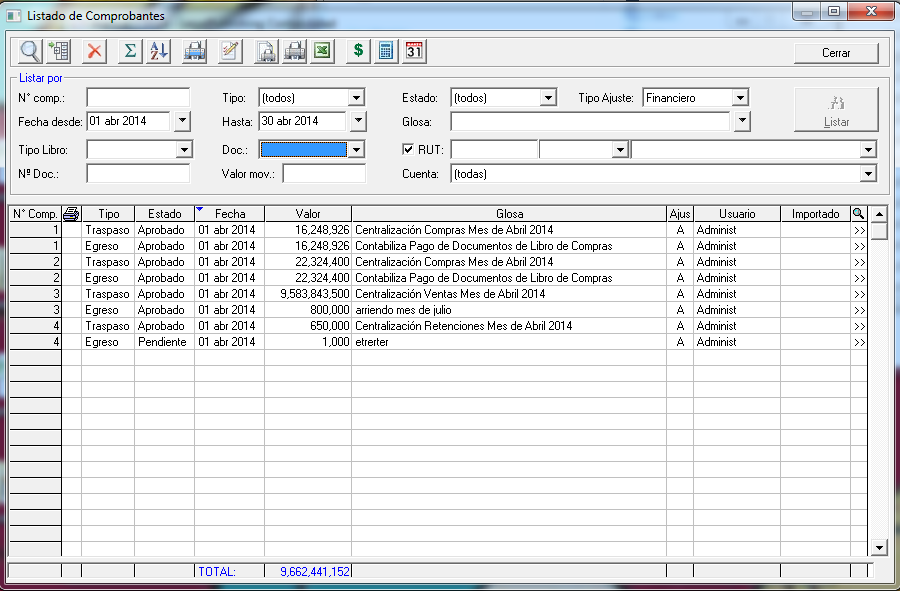 Listado de Comprobantes
$ 31 Cerrar
Listar por
N° comp.: Tipo: (todos) Estado: (todos) Tipo Ajuste: Financiero
Fecha desde: 01 abr 2014 Hasta: 30 abr 2014 Glosa: Listar
Tipo Libro: Doc.: RUT:
Nº Doc.: Valor mov.: Cuenta: (todas)
N° Comp. Tipo Estado Fecha Valor Glosa Ajus Usuario Importado
1 Traspaso Aprobado 01 abr 2014 16,248,926 Centralización Compras Mes de Abril 2014 A Administ >>
1 Egreso Aprobado 01 abr 2014 16,248,926 Contabiliza Pago de Documentos de Libro de Compras A Administ >>
2 Traspaso Aprobado 01 abr 2014 22,324,400 Centralización Compras Mes de Abril 2014 A Administ >>
2 Egreso Aprobado 01 abr 2014 22,324,400 Contabiliza Pago de Documentos de Libro de Compras A Administ >>
3 Traspaso Aprobado 01 abr 2014 9,583,843,500 Centralización Ventas Mes de Abril 2014 A Administ >>
3 Egreso Aprobado 01 abr 2014 800,000 arriendo mes de julio A Administ >>
4 Traspaso Aprobado 01 abr 2014 650,000 Centralización Retenciones Mes de Abril 2014 A Administ >>
4 Egreso Pendiente 01 abr 2014 1,000 etrerter A Administ >>
TOTAL: 9,662,441,152